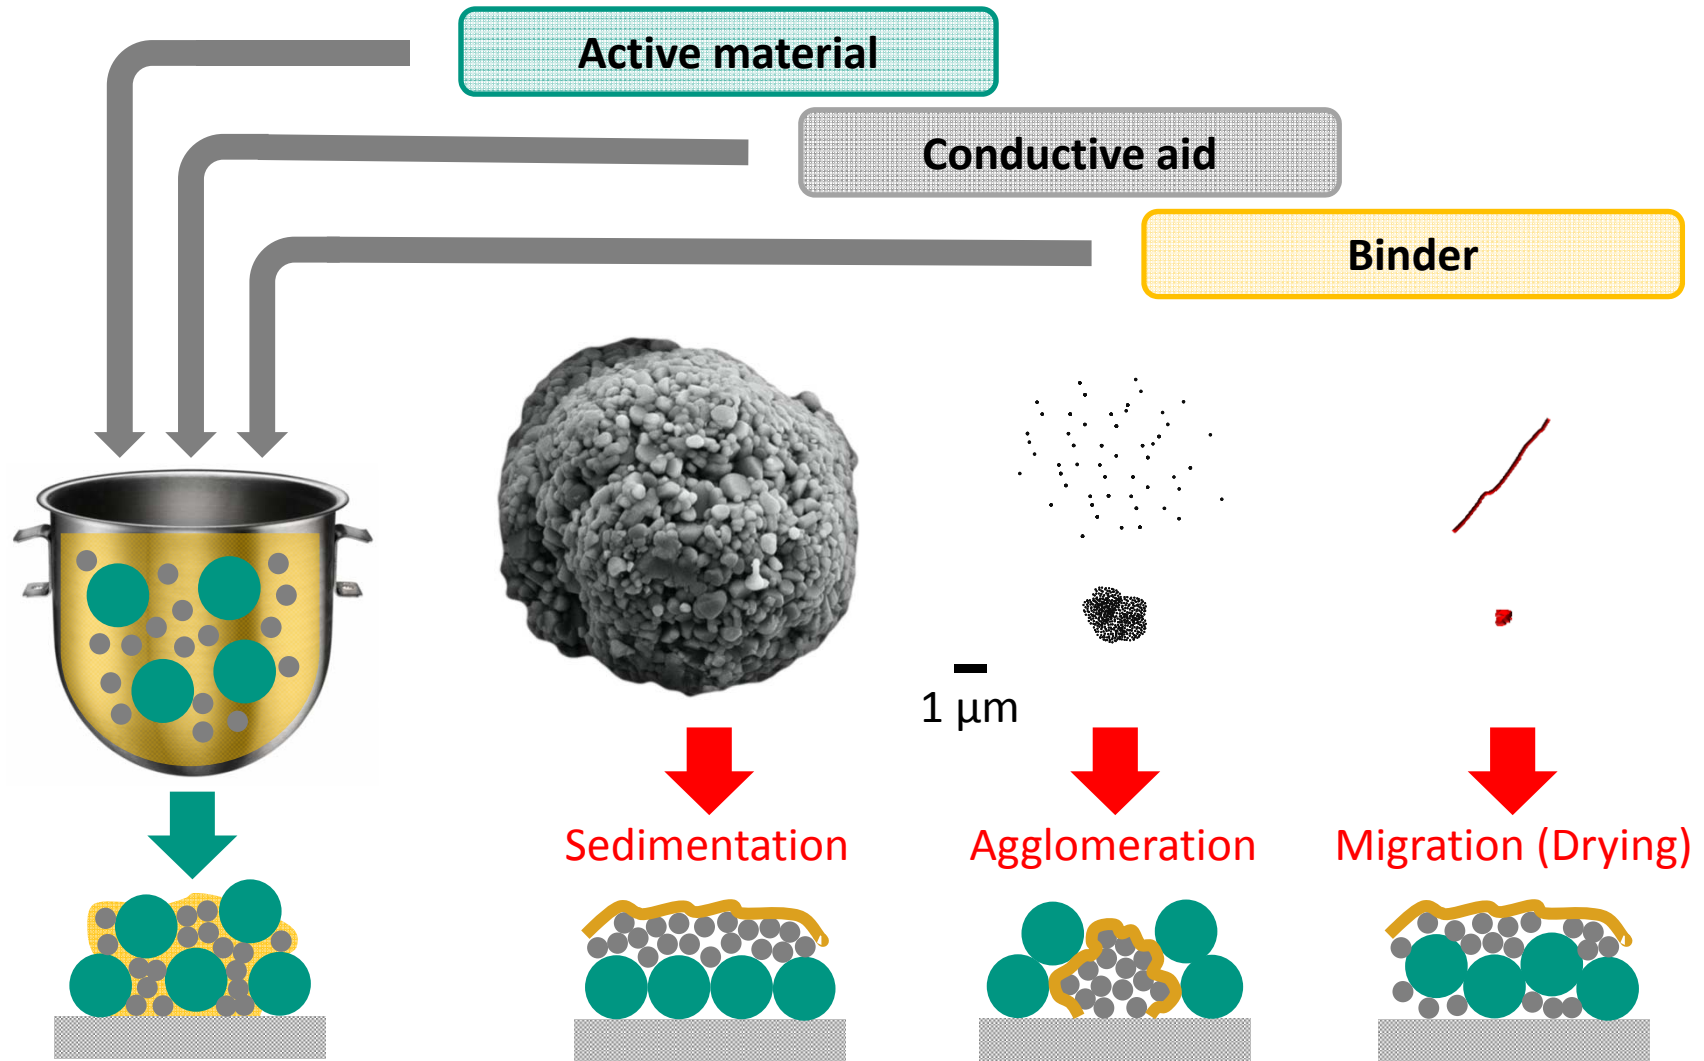 Active material
Conductive aid
Binder
1 µm
Sedimentation
Agglomeration
Migration (Drying)